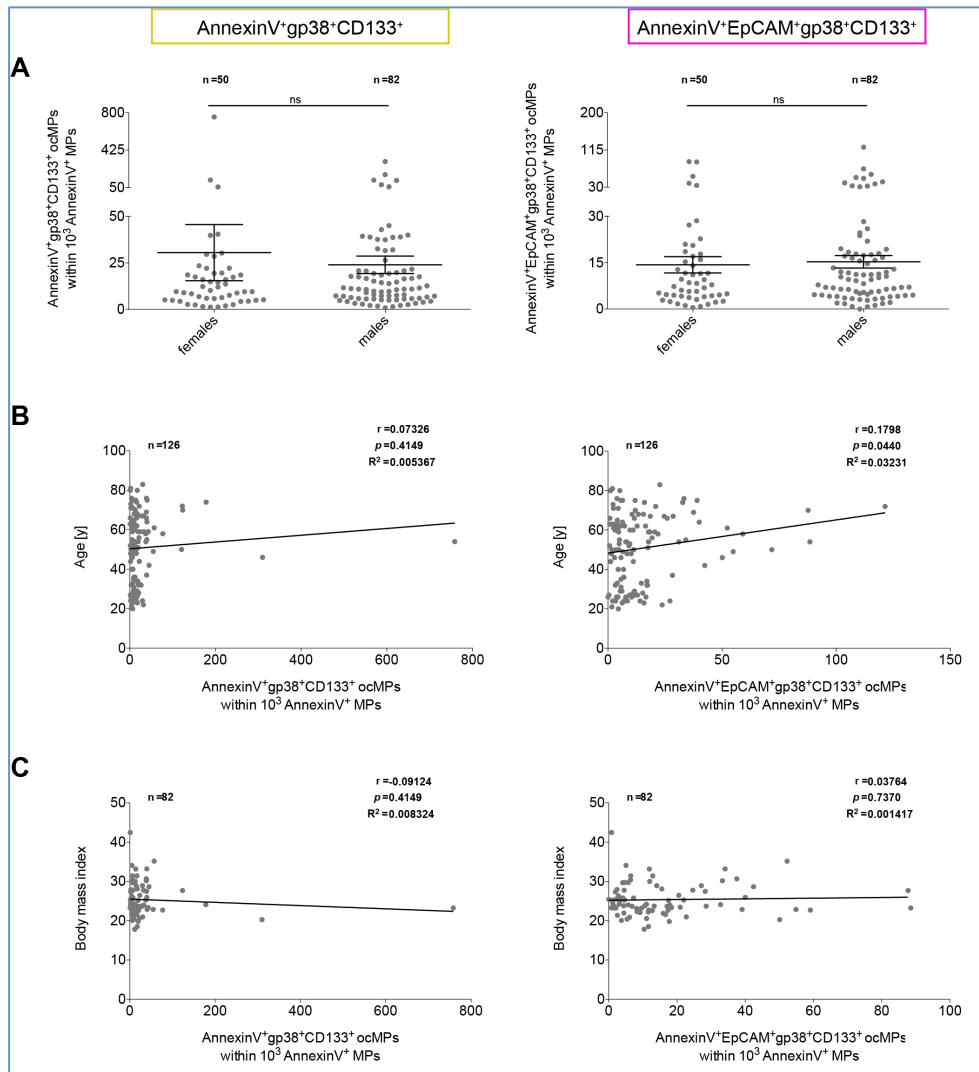 AnnexinV⁺gp38⁺CD133⁺
AnnexinV⁺EpCAM⁺gp38⁺CD133⁺
A
n=50
n=82
ns
AnnexinV⁺gp38⁺CD133⁺ ocMPs
within 10³ AnnexinV⁺ MPs
800
425
50
50
25
0
females
males
n=50
n=82
ns
AnnexinV⁺EpCAM⁺gp38⁺CD133⁺ ocMPs
within 10³ AnnexinV⁺ MPs
200
115
30
30
15
0
females
males
B
n=126
r=0.07326
p=0.4149
R²=0.005367
Age [y]
100
80
60
40
20
0
0 200 400 600 800
AnnexinV⁺gp38⁺CD133⁺ ocMPs
within 10³ AnnexinV⁺ MPs
n=126
r=0.1798
p=0.0440
R²=0.03231
Age [y]
100
80
60
40
20
0
0 50 100 150
AnnexinV⁺EpCAM⁺gp38⁺CD133⁺ ocMPs
within 10³ AnnexinV⁺ MPs
C
n=82
r=-0.09124
p=0.4149
R²=0.008324
Body mass index
50
40
30
20
10
0
0 200 400 600 800
AnnexinV⁺gp38⁺CD133⁺ ocMPs
within 10³ AnnexinV⁺ MPs
n=82
r=0.03764
p=0.7370
R²=0.001417
Body mass index
50
40
30
20
10
0
0 20 40 60 80 100
AnnexinV⁺EpCAM⁺gp38⁺CD133⁺ ocMPs
within 10³ AnnexinV⁺ MPs